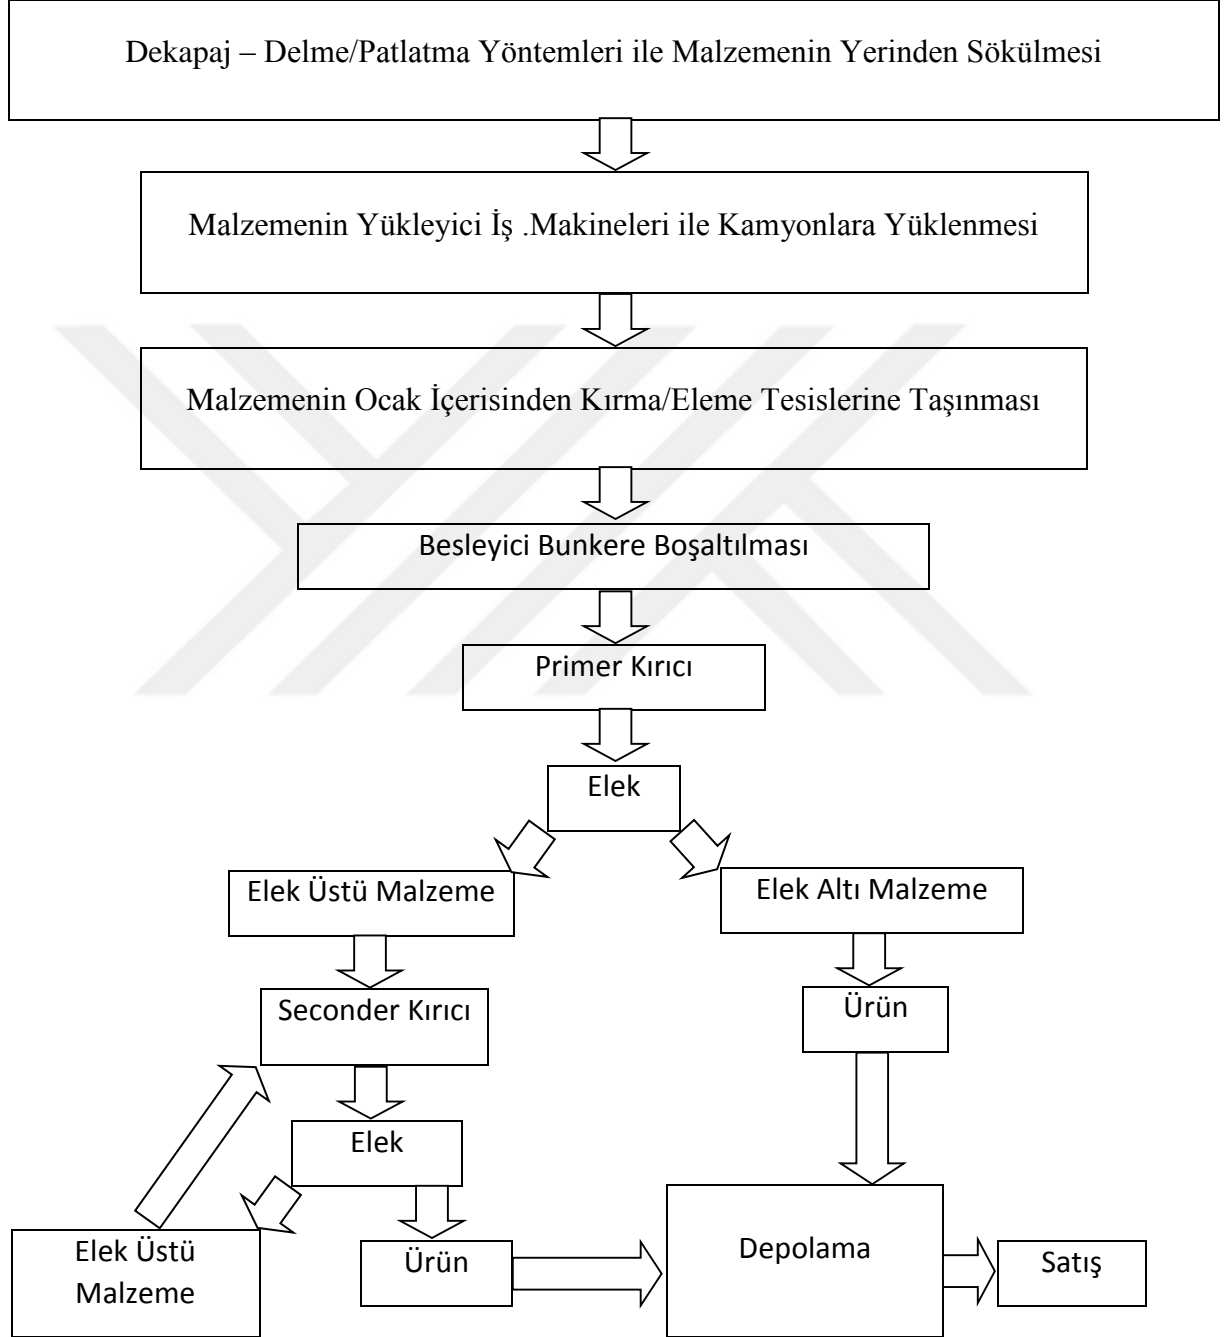 Dekapaj – Delme/Patlatma Yöntemleri ile Malzemenin Yerinden Sökülmesi
Malzemenin Yükleyici İş .Makineleri ile Kamyonlara Yüklenmesi
Malzemenin Ocak İçerisinden Kırma/Eleme Tesislerine Taşınması
Besleyici Bunkere Boşaltılması
Primer Kırıcı
Elek
Elek Üstü Malzeme
Elek Altı Malzeme
Seconder Kırıcı
Ürün
Elek
Elek Üstü
Malzeme
Ürün
Depolama
Satış